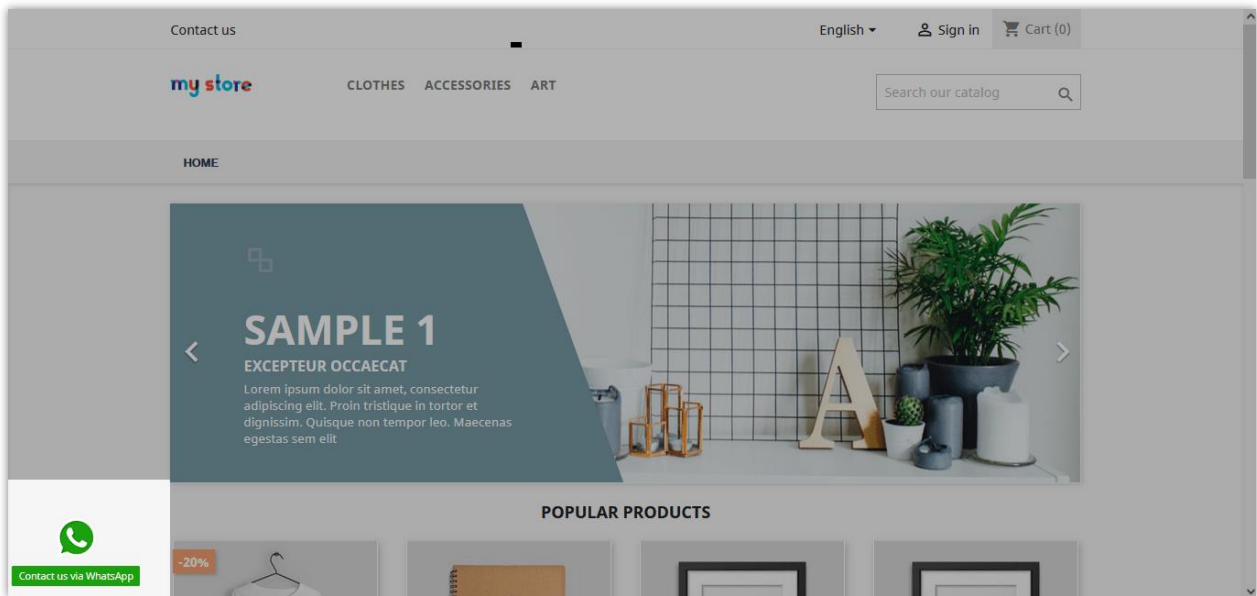 Contact us
English
Sign in
Cart (0)
my store
CLOTHES ACCESSORIES ART
Search our catalog
HOME
SAMPLE 1
EXCEPTEUR OCCAECAT
Lorem ipsum dolor sit amet, consectetur
adipiscing elit. Proin tristique in tortor et
dignissim. Quisque non tempor leo. Maecenas
egestas sem elit
A
POPULAR PRODUCTS
-20%
Contact us via WhatsApp